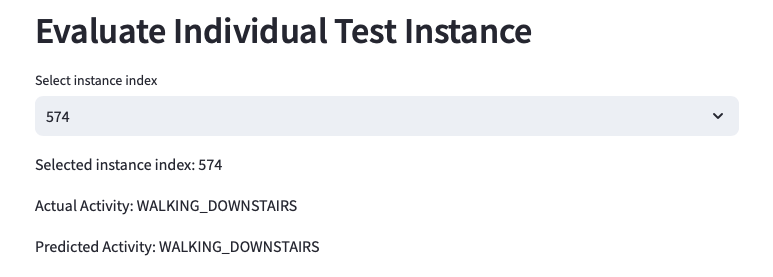 Evaluate Individual Test Instance
Select instance index
574
Selected instance index: 574
Actual Activity: WALKING_DOWNSTAIRS
Predicted Activity: WALKING_DOWNSTAIRS